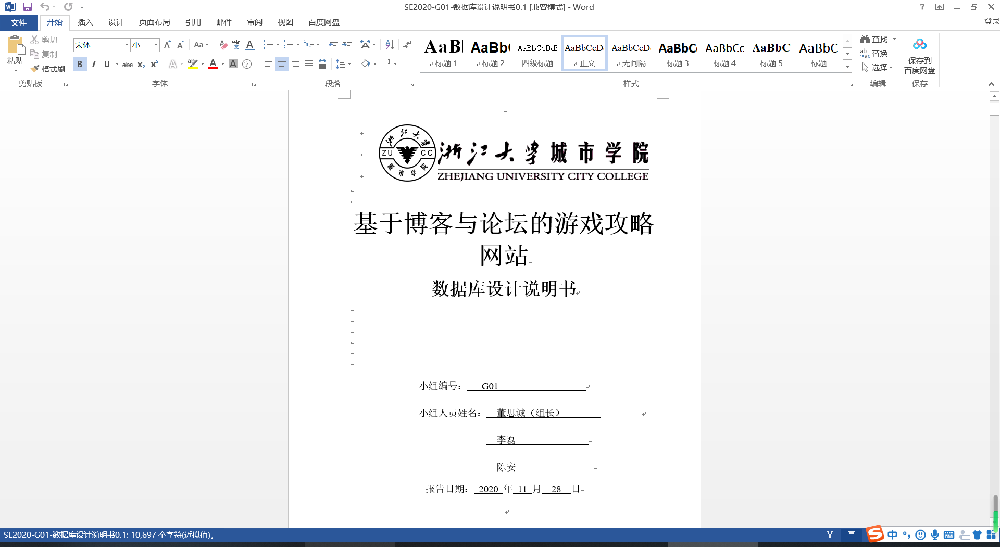 SE2020-G01-数据库设计说明书0.1 [兼容模式] - Word
文件 开始 插入 设计 页面布局 引用 邮件 审阅 视图 百度网盘 登录
粘贴 剪切 复制 格式刷 剪贴板
宋体 小三 字体
段落
AaBl AaBb( AaBbCcDdE AaBbCcD AaBbCcD AaBbC( AaBbCc AaBbC AaBbC
标题 1 标题 2 四级标题 正文 无间隔 标题 3 标题 4 标题 5 标题
样式
查找 替换 选择 编辑
保存到 百度网盘 保存
浙江大学 ZUCC 城市学院
浙江大学城市学院
ZHEJIANG UNIVERSITY CITY COLLEGE
基于博客与论坛的游戏攻略
网站
数据库设计说明书
小组编号： G01
小组人员姓名： 董思诚（组长）
李磊
陈安
报告日期： 2020 年 11 月 28 日
SE2020-G01-数据库设计说明书0.1: 10,697 个字符(近似值)。
中